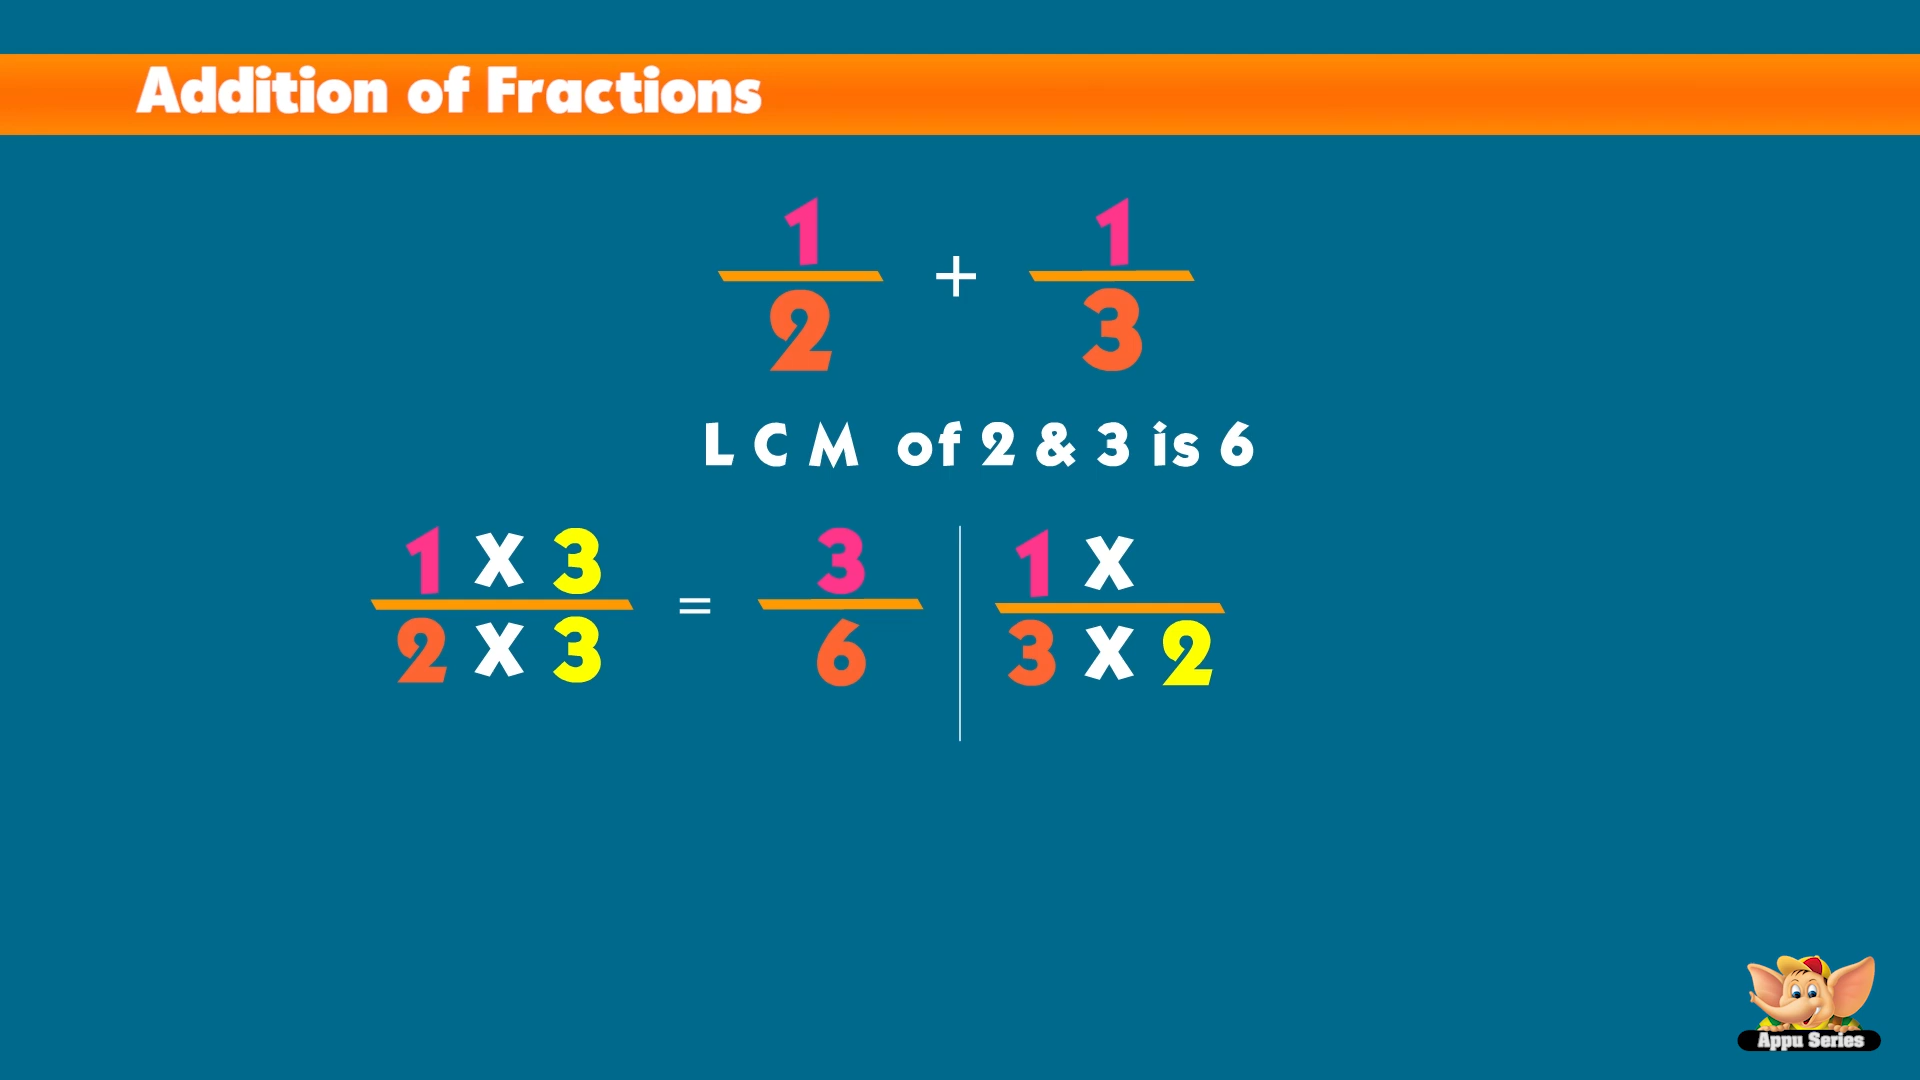 Addition of Fractions
1 1
+
2 3
L C M of 2 & 3 is 6
1 x 3 3 1 x
=
2 x 3 6 3 x 2
Appu Series